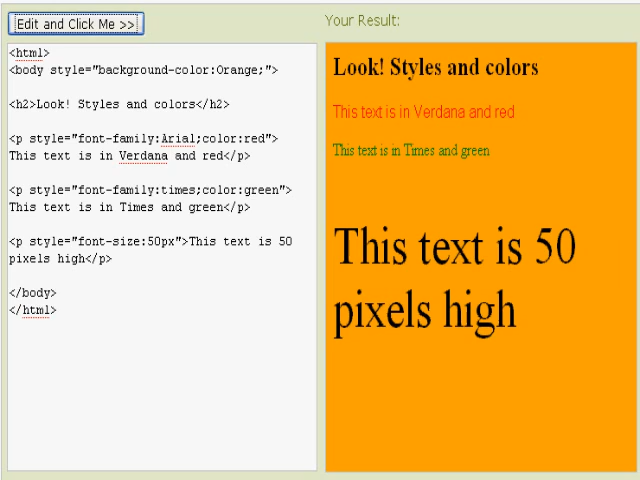 Edit and Click Me >>
<html>
<body style="background-color:Orange;">
<h2>Look! Styles and colors</h2>
<p style="font-family:Arial;color:red">
This text is in Verdana and red</p>
<p style="font-family:times;color:green">
This text is in Times and green</p>
<p style="font-size:50px">This text is 50
pixels high</p>
</body>
</html>
Your Result:
Look! Styles and colors
This text is in Verdana and red
This text is in Times and green
This text is 50
pixels high